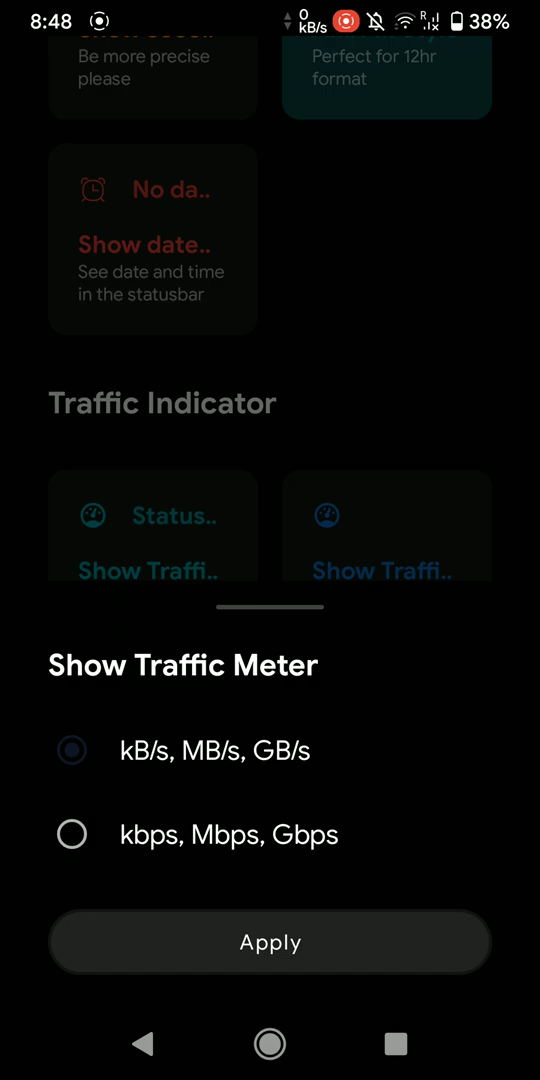 8:48
0
kB/s
R
38%
Be more precise
please
Perfect for 12hr
format
No da..
Show date..
See date and time
in the statusbar
Traffic Indicator
Status..
Show Traffi..
Show Traffi..
Show Traffic Meter
kB/s, MB/s, GB/s
kbps, Mbps, Gbps
Apply